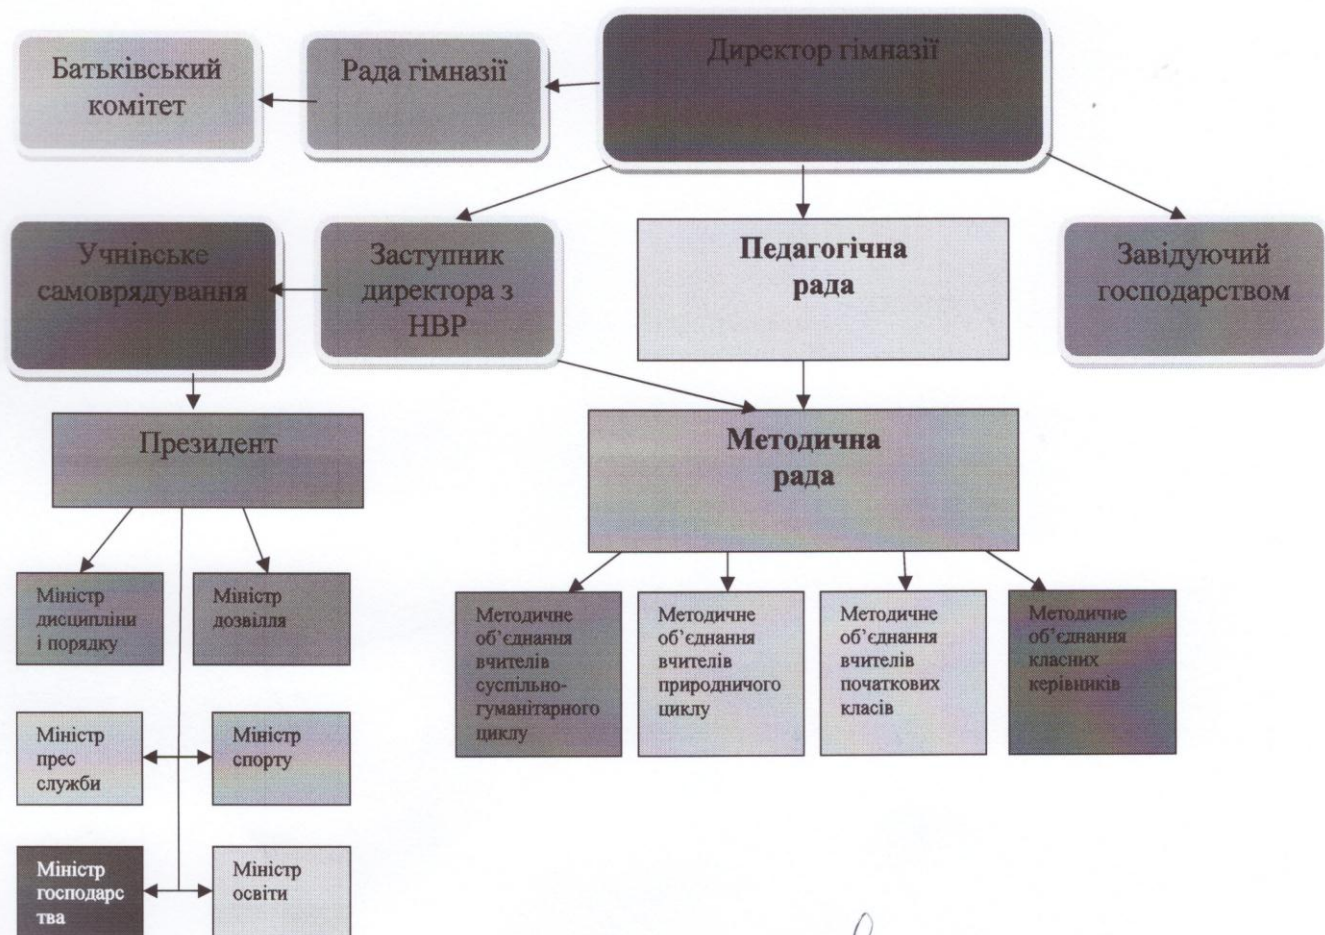 Батьківський
комітет
Рада гімназії
Директор гімназії
Учнівське
самоврядування
Заступник
директора з
НВР
Педагогічна
рада
Завідуючий
господарством
Президент
Методична
рада
Міністр
дисципліни
і порядку
Міністр
дозвілля
Методичне
об’єднання
вчителів
суспільно-
гуманітарного
циклу
Методичне
об’єднання
вчителів
природничого
циклу
Методичне
об’єднання
вчителів
початкових
класів
Методичне
об’єднання
класних
керівників
Міністр
прес
служби
Міністр
спорту
Міністр
господарс
тва
Міністр
освіти